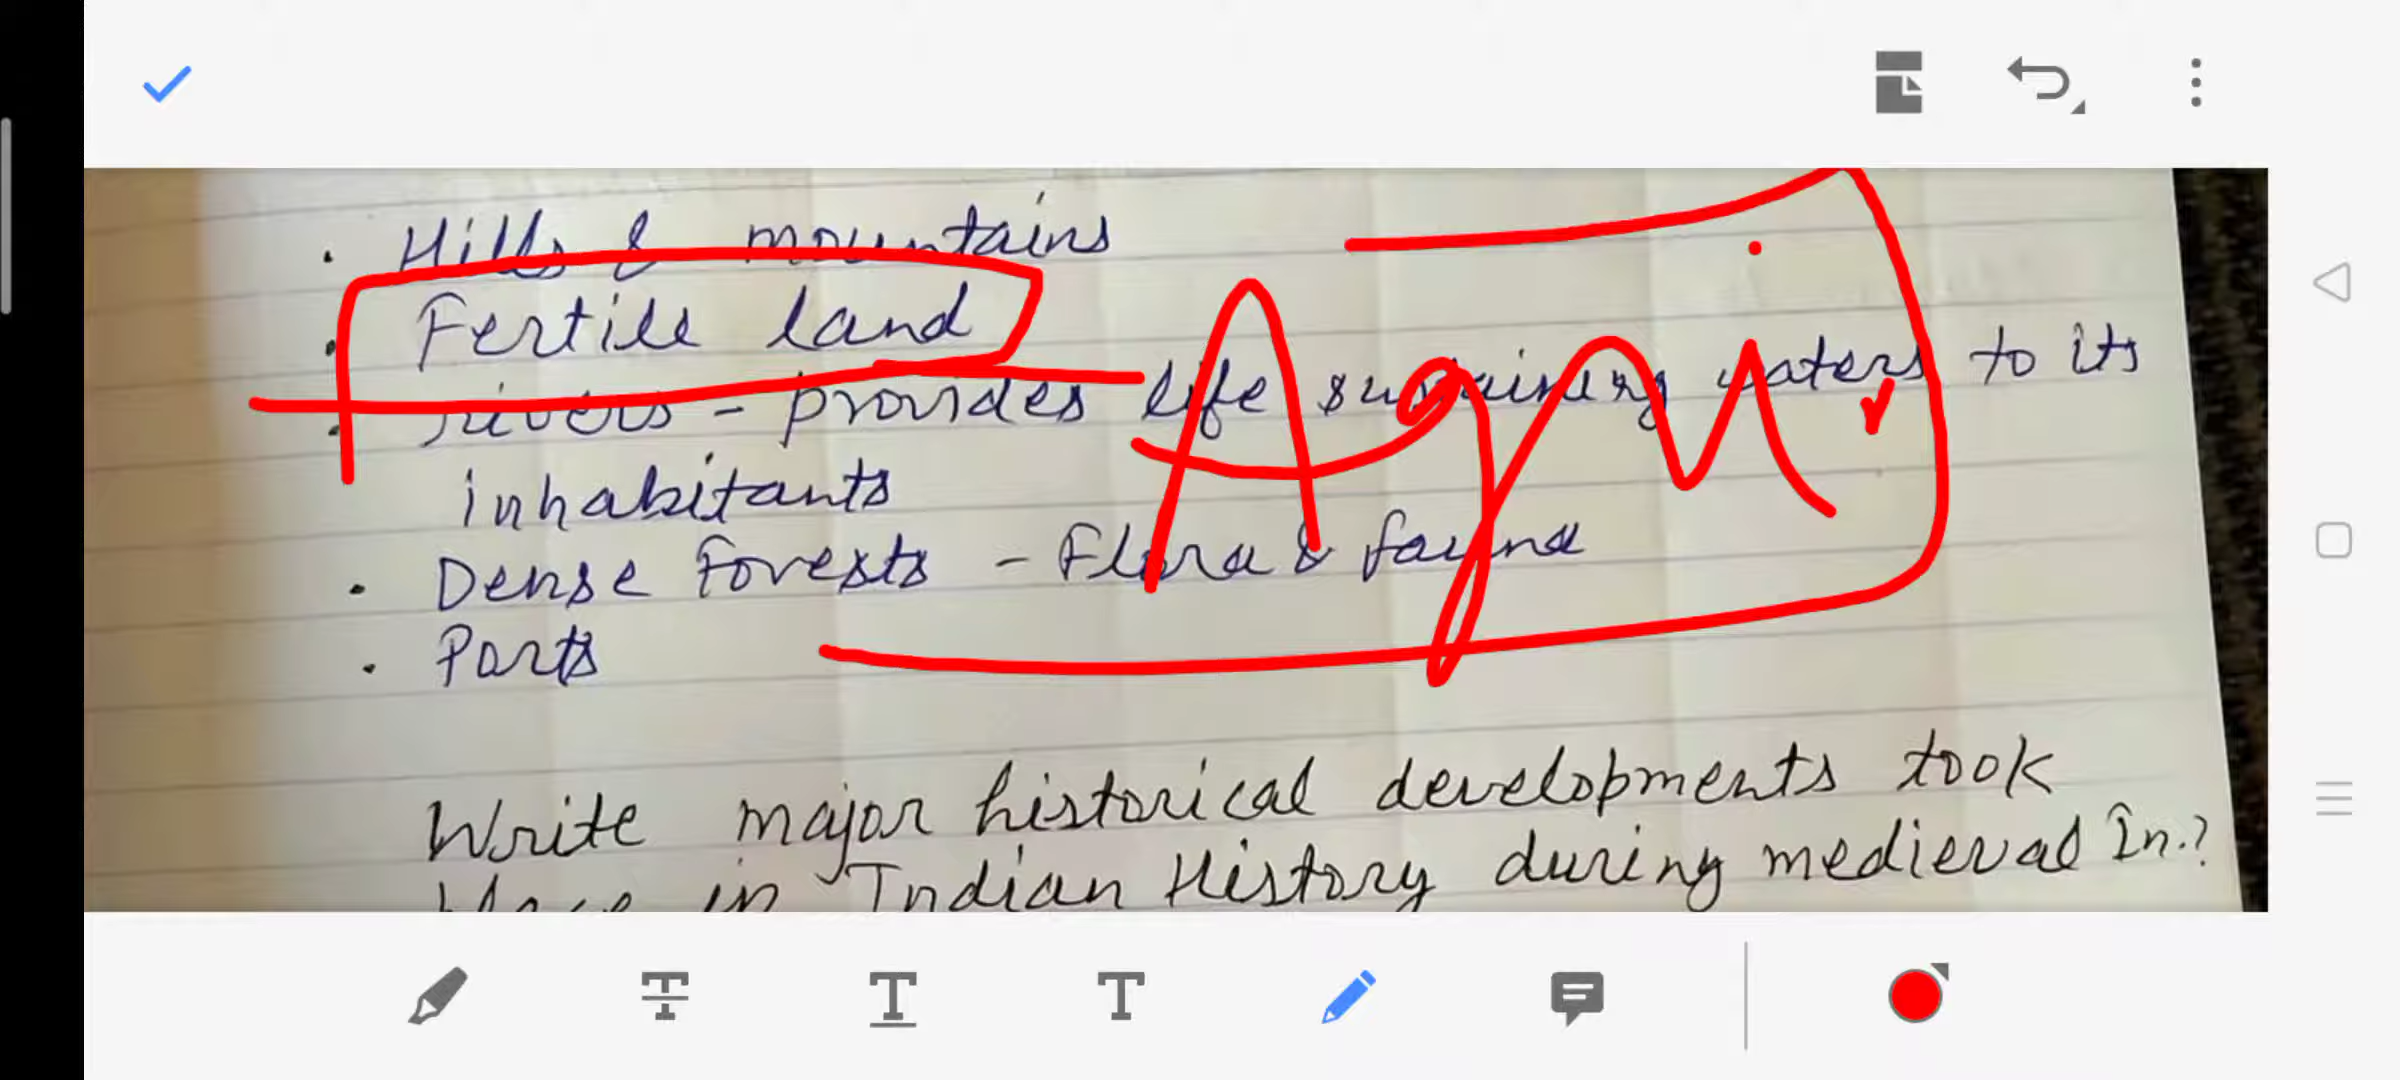 . Hills & mountains
. Fertile land
. rivers - provides life sustaining waters to its
inhabitants
. Dense Forests - Flora & fauna
. Ports
Agri
Write major historical developments took
place in Indian History during medieval In.?